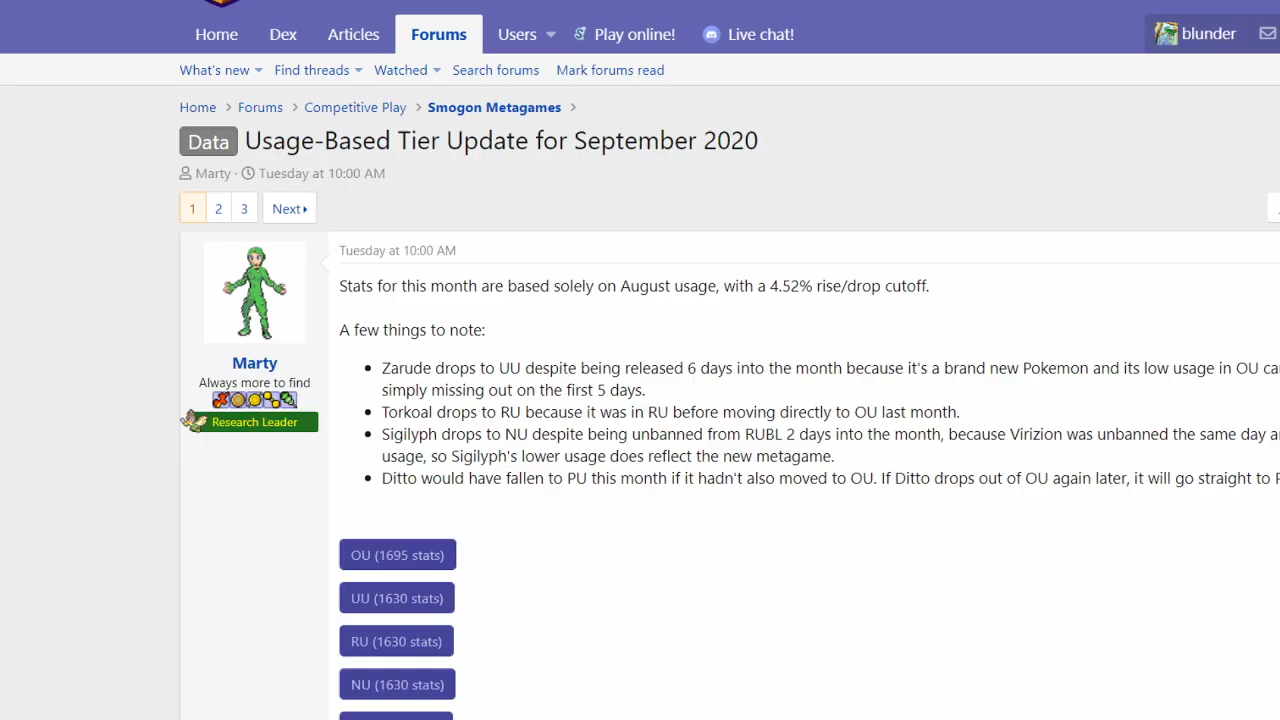 Home Dex Articles Forums Users Play online! Live chat! blunder
What's new Find threads Watched Search forums Mark forums read
Home Forums Competitive Play Smogon Metagames
Data Usage-Based Tier Update for September 2020
Marty · Tuesday at 10:00 AM
1 2 3 Next
Tuesday at 10:00 AM
Stats for this month are based solely on August usage, with a 4.52% rise/drop cutoff.
A few things to note:
Zarude drops to UU despite being released 6 days into the month because it's a brand new Pokemon and its low usage in OU
simply missing out on the first 5 days.
Torkoal drops to RU because it was in RU before moving directly to OU last month.
Sigilyph drops to NU despite being unbanned from RUBL 2 days into the month, because Virizion was unbanned the same day
usage, so Sigilyph's lower usage does reflect the new metagame.
Ditto would have fallen to PU this month if it hadn't also moved to OU. If Ditto drops out of OU again later, it will go straight to
Marty
Always more to find
Research Leader
OU (1695 stats)
UU (1630 stats)
RU (1630 stats)
NU (1630 stats)